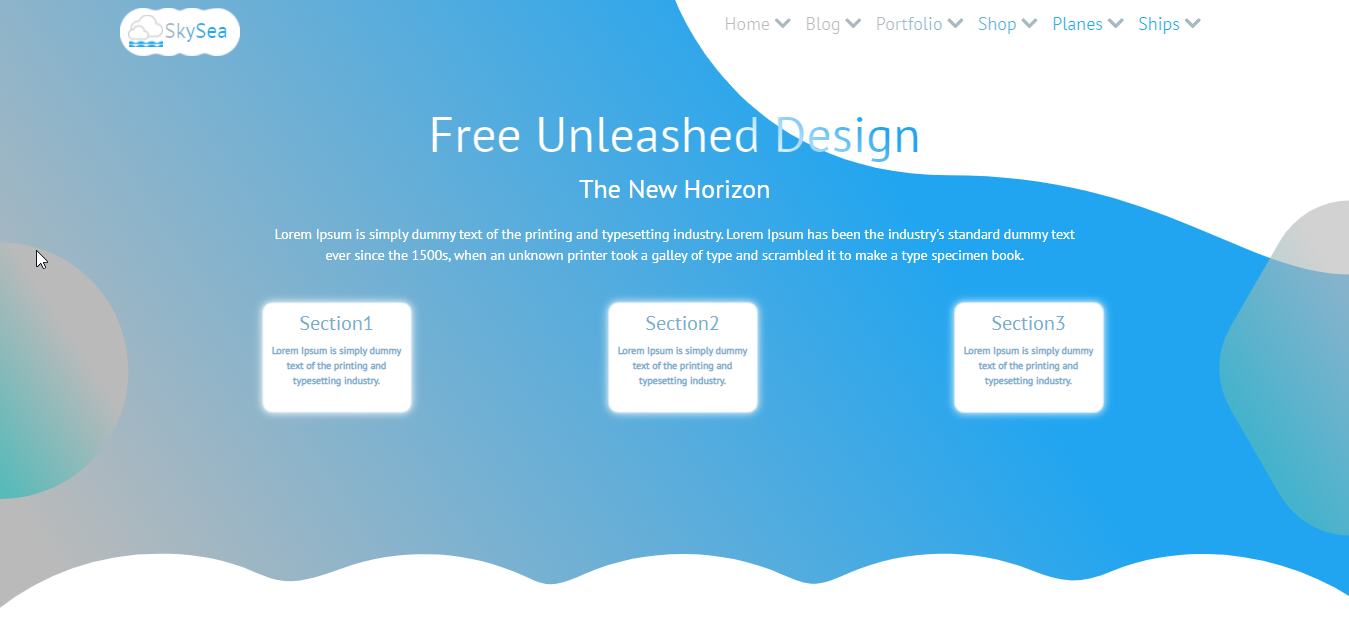 SkySea
Home Blog Portfolio Shop Planes Ships
Free Unleashed Design
The New Horizon
Lorem Ipsum is simply dummy text of the printing and typesetting industry. Lorem Ipsum has been the industry's standard dummy text
ever since the 1500s, when an unknown printer took a galley of type and scrambled it to make a type specimen book.
Section1
Lorem Ipsum is simply dummy
text of the printing and
typesetting industry.
Section2
Lorem Ipsum is simply dummy
text of the printing and
typesetting industry.
Section3
Lorem Ipsum is simply dummy
text of the printing and
typesetting industry.